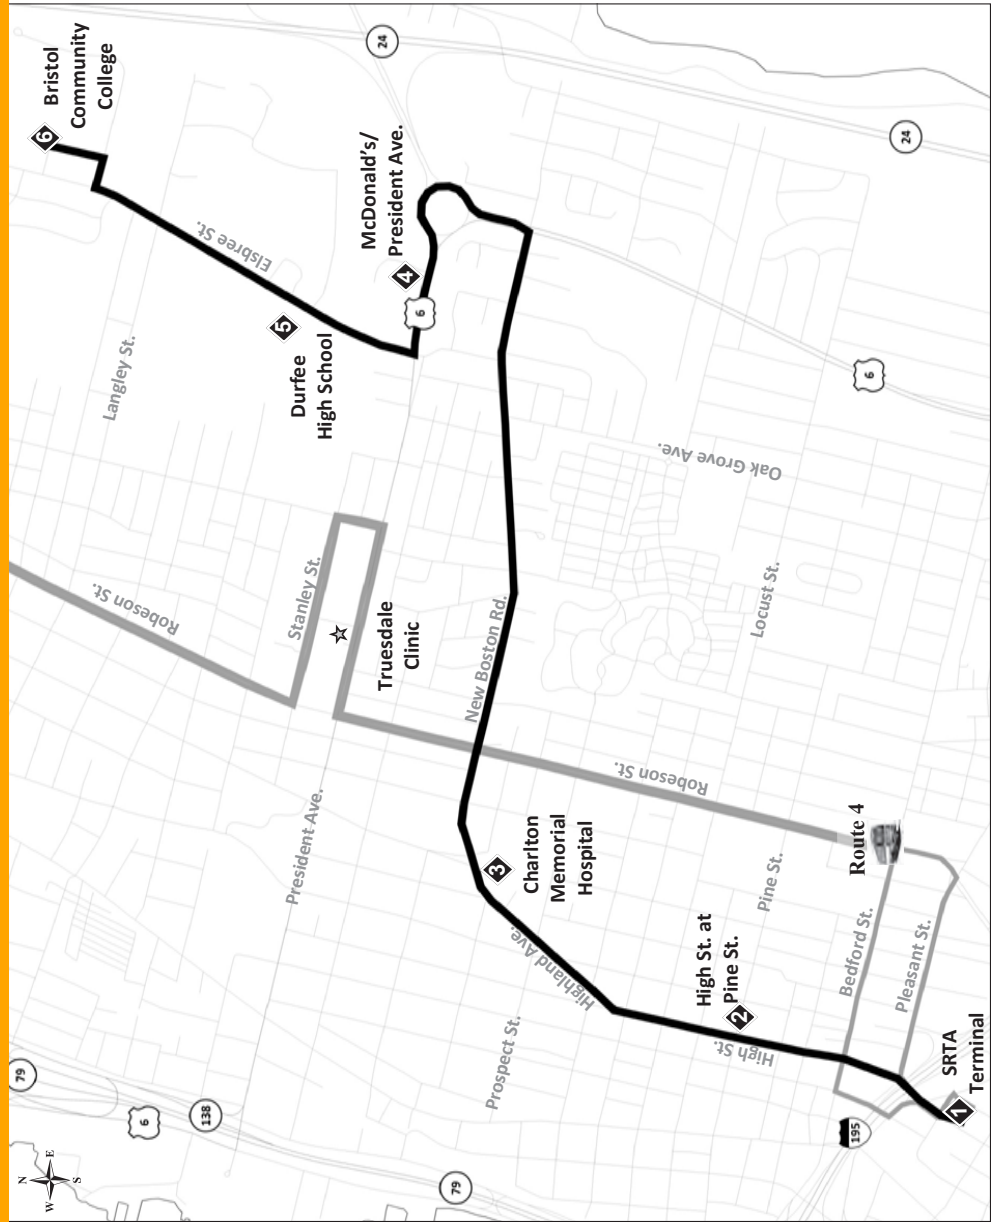 Bristol
Community
College
6
24
McDonald's/
President Ave.
4
6
24
Elsbree St.
5
Durfee
High School
Langley St.
6
Oak Grove Ave.
Stanley St.
Robeson St.
Truesdale
Clinic
New Boston Rd.
Locust St.
Robeson St.
President Ave.
3
Charlton
Memorial
Hospital
Route 4
Pine St.
Highland Ave.
High St. at
Pine St.
2
High St.
Bedford St.
Pleasant St.
Prospect St.
SRTA
Terminal
1
195
79
6
138
79
N
E
S
W